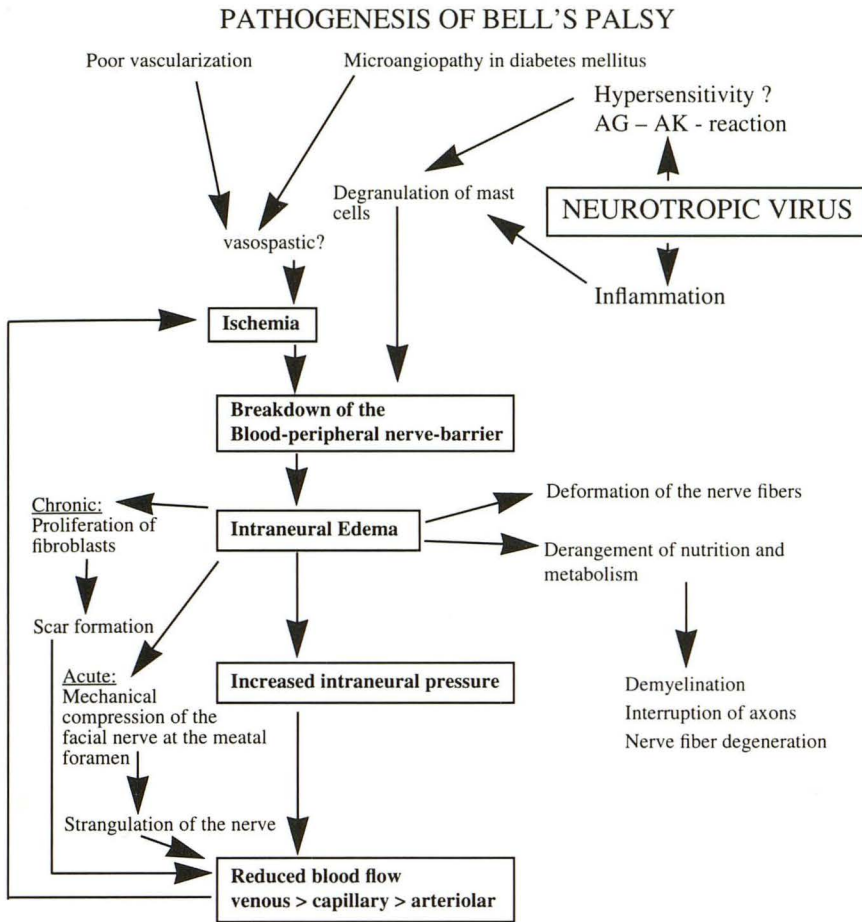 PATHOGENESIS OF BELL'S PALSY
Poor vascularization
Microangiopathy in diabetes mellitus
Hypersensitivity ?
AG – AK - reaction
Degranulation of mast
cells
NEUROTROPIC VIRUS
vasospastic?
Inflammation
Ischemia
Breakdown of the
Blood-peripheral nerve-barrier
Chronic:
Proliferation of
fibroblasts
Intraneural Edema
Deformation of the nerve fibers
Derangement of nutrition and
metabolism
Scar formation
Acute:
Mechanical
compression of the
facial nerve at the meatal
foramen
Increased intraneural pressure
Demyelination
Interruption of axons
Nerve fiber degeneration
Strangulation of the nerve
Reduced blood flow
venous > capillary > arteriolar